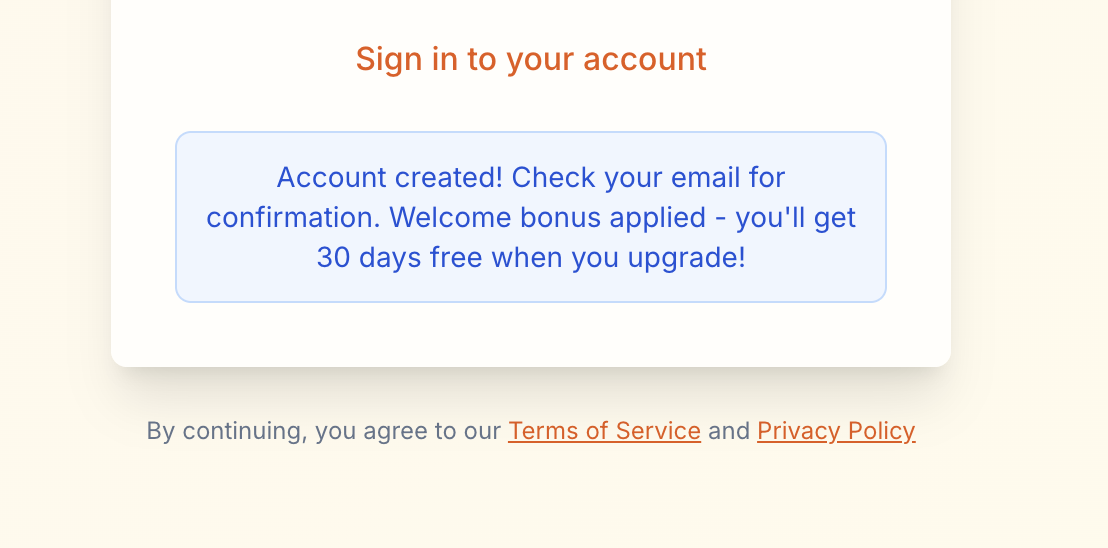 Sign in to your account
Account created! Check your email for
confirmation. Welcome bonus applied - you'll get
30 days free when you upgrade!
By continuing, you agree to our Terms of Service and Privacy Policy